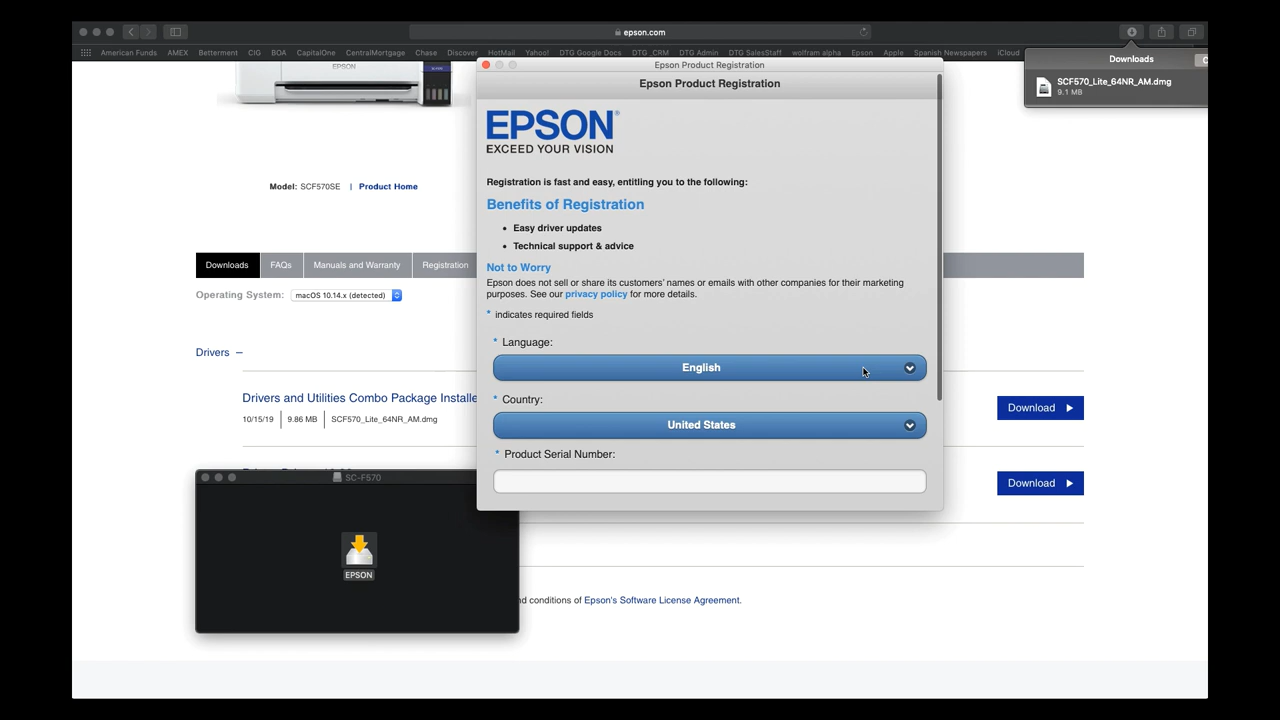 epson.com
American Funds AMEX Betterment CIG BOA CapitalOne CentralMortgage Chase Discover HotMail Yahoo! DTG Google Docs DTG _CRM DTG Admin DTG SalesStaff wolfram alpha Epson Apple Spanish Newspapers iCloud
Downloads
SCF570_Lite_64NR_AM.dmg
9.1 MB
EPSON
Model: SCF570SE | Product Home
Downloads FAQs Manuals and Warranty Registration
Operating System: macOS 10.14.x (detected)
Drivers –
Drivers and Utilities Combo Package Installe
10/15/19 9.86 MB SCF570_Lite_64NR_AM.dmg
Download
Download
Epson Product Registration
Epson Product Registration
EPSON®
EXCEED YOUR VISION
Registration is fast and easy, entitling you to the following:
Benefits of Registration
• Easy driver updates
• Technical support & advice
Not to Worry
Epson does not sell or share its customers' names or emails with other companies for their marketing
purposes. See our privacy policy for more details.
* indicates required fields
* Language:
English
* Country:
United States
* Product Serial Number:
SC-F570
EPSON
nd conditions of Epson's Software License Agreement.